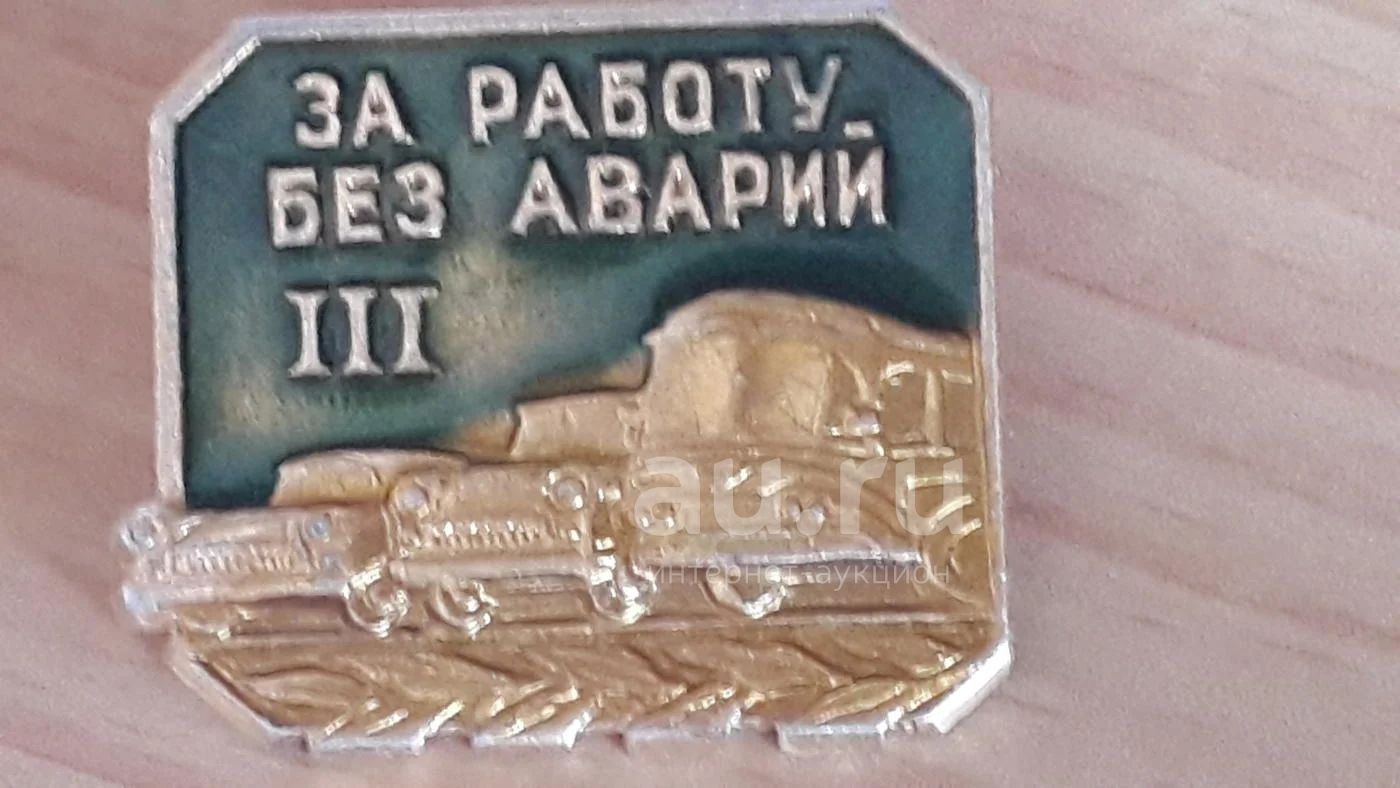 ЗА РАБОТУ
БЕЗ АВАРИЙ
III
au.ru
интернет-аукцион